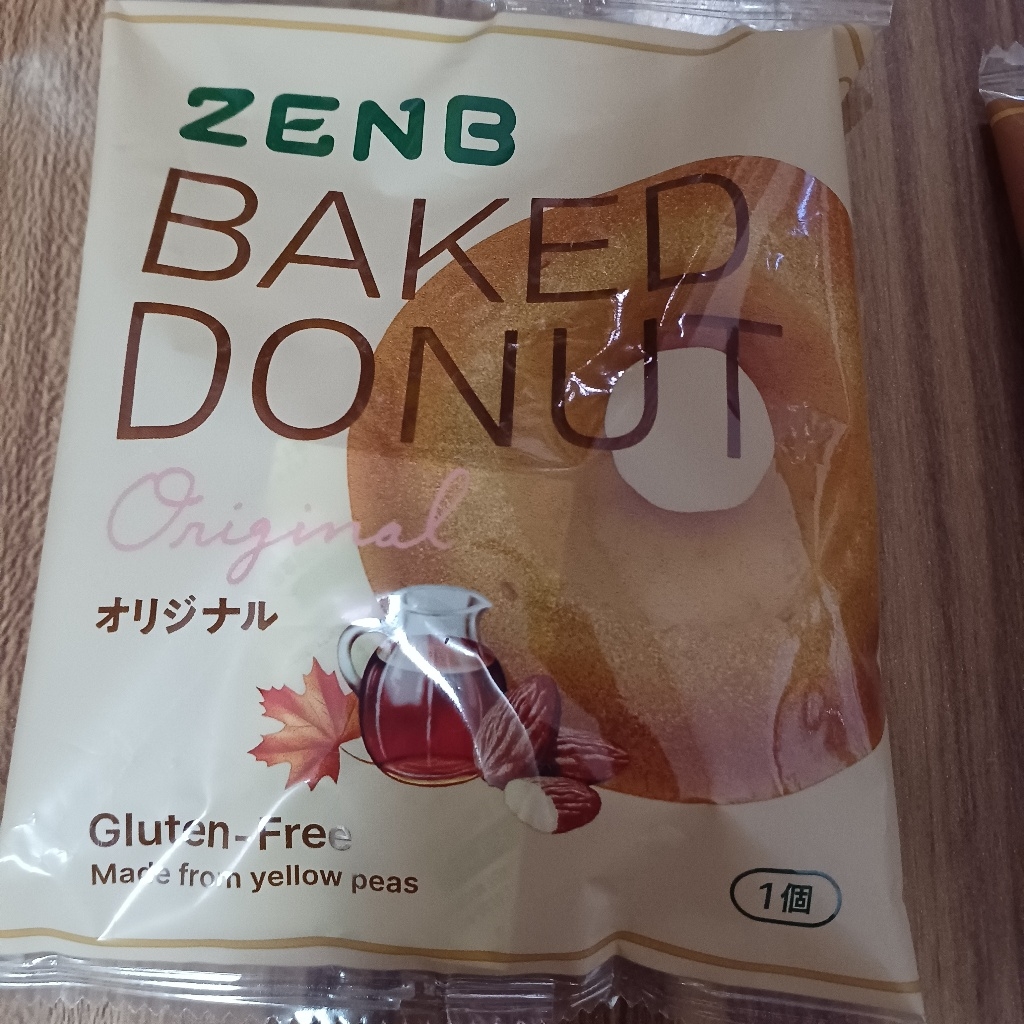 ZENB
BAKED
DONUT
Original
オリジナル
Gluten-Free
Made from yellow peas
1個